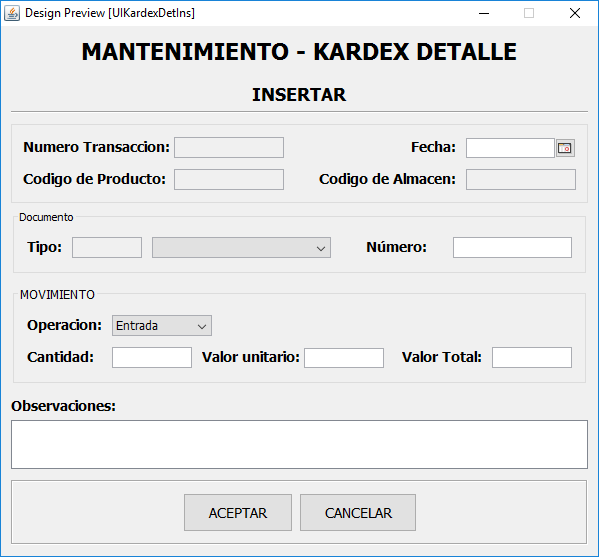 Design Preview [UIKardexDetIns]
MANTENIMIENTO - KARDEX DETALLE
INSERTAR
Numero Transaccion: Fecha:
Codigo de Producto: Codigo de Almacen:
Documento
Tipo: Número:
MOVIMIENTO
Operacion: Entrada
Cantidad: Valor unitario: Valor Total:
Observaciones:
ACEPTAR CANCELAR